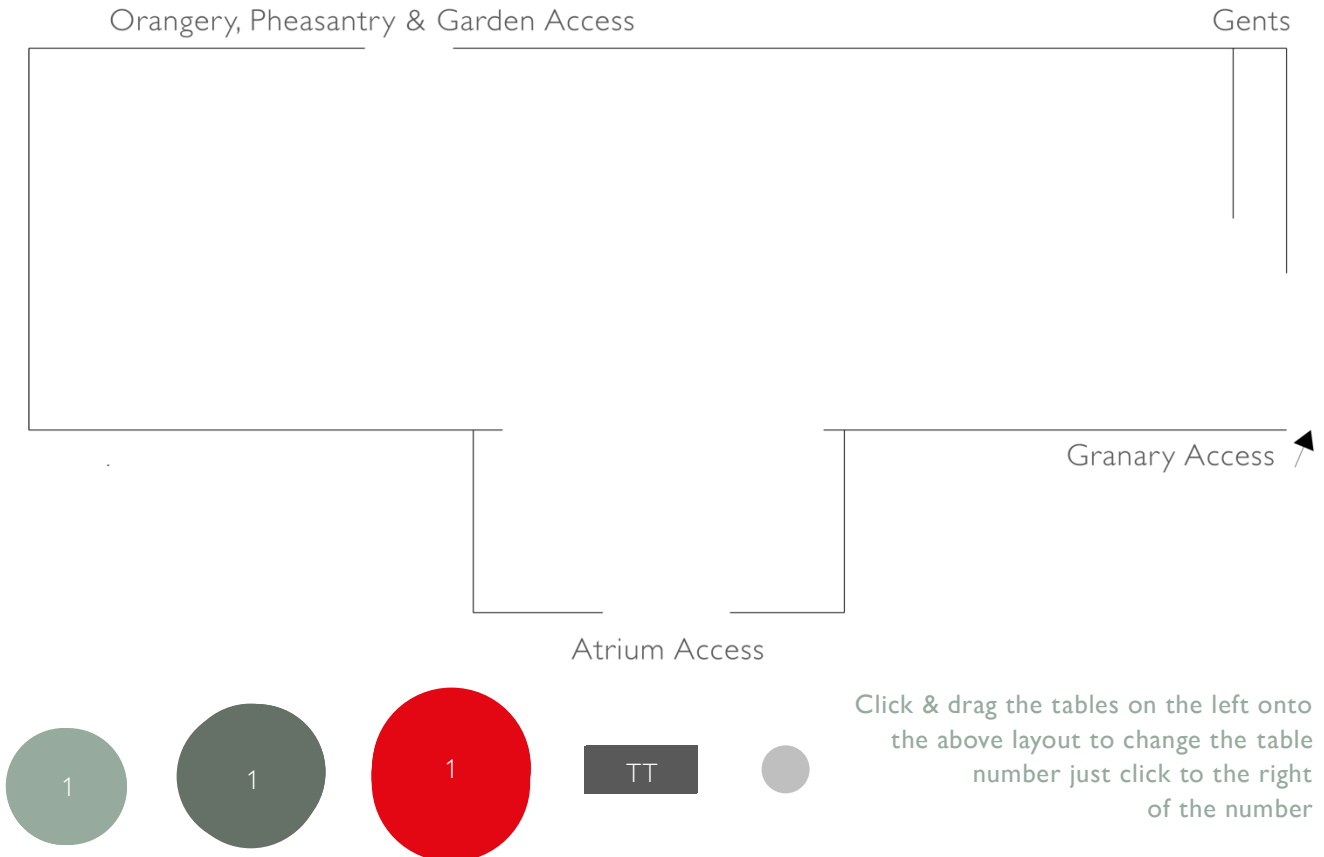 Orangery, Pheasantry & Garden Access
Gents
Granary Access
Atrium Access
1
1
1
TT
Click & drag the tables on the left onto
the above layout to change the table
number just click to the right
of the number